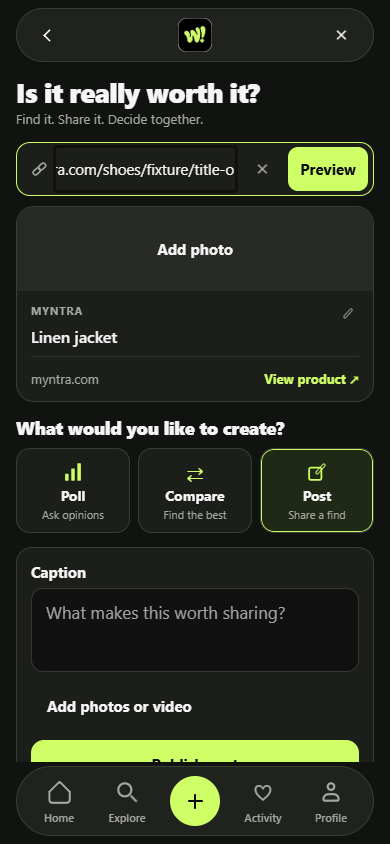 W!
Is it really worth it?
Find it. Share it. Decide together.
ra.com/shoes/fixture/title-o
Preview
Add photo
MYNTRA
Linen jacket
myntra.com
View product ↗
What would you like to create?
Poll
Ask opinions
Compare
Find the best
Post
Share a find
Caption
What makes this worth sharing?
Add photos or video
Home
Explore
Activity
Profile